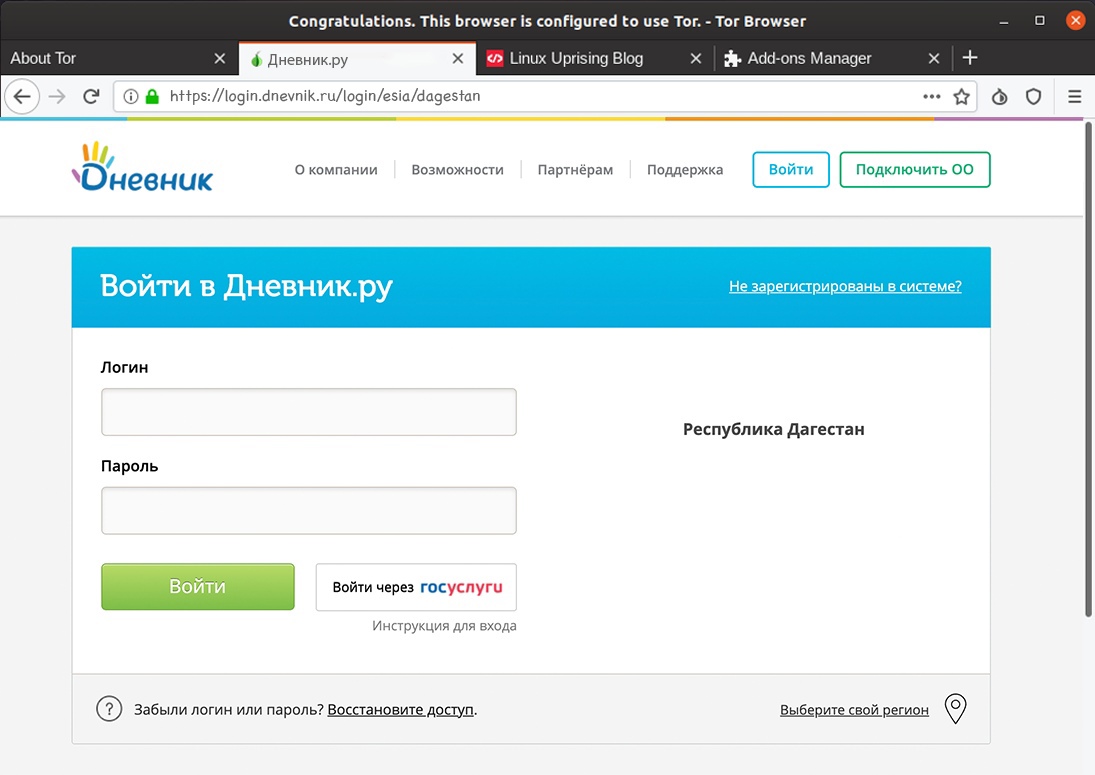 Congratulations. This browser is configured to use Tor. - Tor Browser
About Tor
Дневник.ру
Linux Uprising Blog
Add-ons Manager
https://login.dnevnik.ru/login/esia/dagestan
Дневник
О компании
Возможности
Партнёрам
Поддержка
Войти
Подключить ОО
Войти в Дневник.ру
Не зарегистрированы в системе?
Логин
Республика Дагестан
Пароль
Войти
Войти через госуслуги
Инструкция для входа
? Забыли логин или пароль? Восстановите доступ.
Выберите свой регион